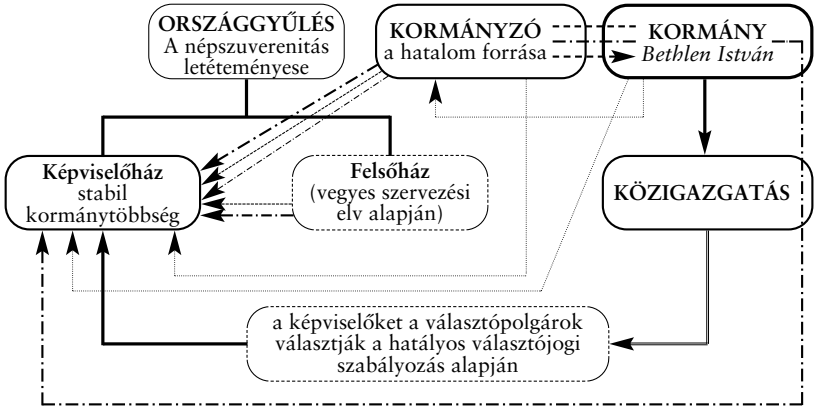 ORSZÁGGYŰLÉS
A népszuverenitás
letéteményese
KORMÁNYZÓ
a hatalom forrása
KORMÁNY
Bethlen István
Képviselőház
stabil
kormánytöbbség
Felsőház
(vegyes szervezési
elv alapján)
KÖZIGAZGATÁS
a képviselőket a választópolgárok
választják a hatályos választójogi
szabályozás alapján